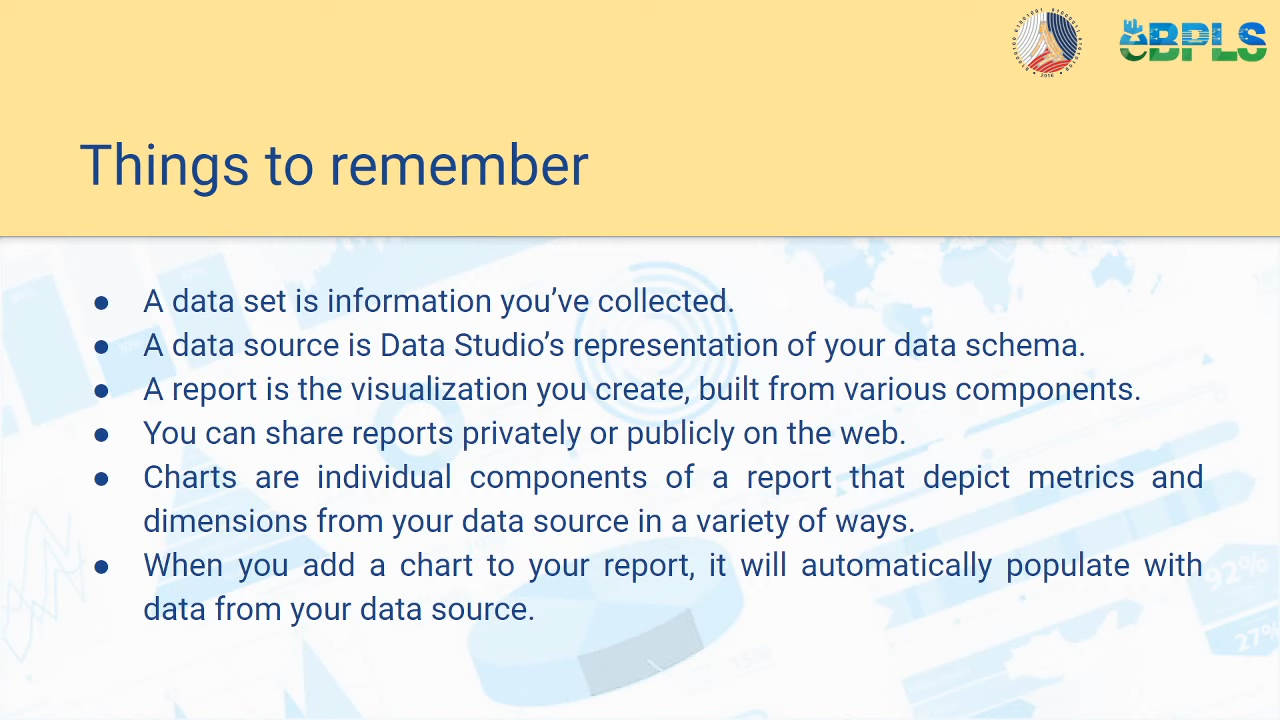 eBPLS
2016
Things to remember
● A data set is information you’ve collected.
● A data source is Data Studio’s representation of your data schema.
● A report is the visualization you create, built from various components.
● You can share reports privately or publicly on the web.
● Charts are individual components of a report that depict metrics and
dimensions from your data source in a variety of ways.
● When you add a chart to your report, it will automatically populate with
data from your data source.
92%
27%
15%